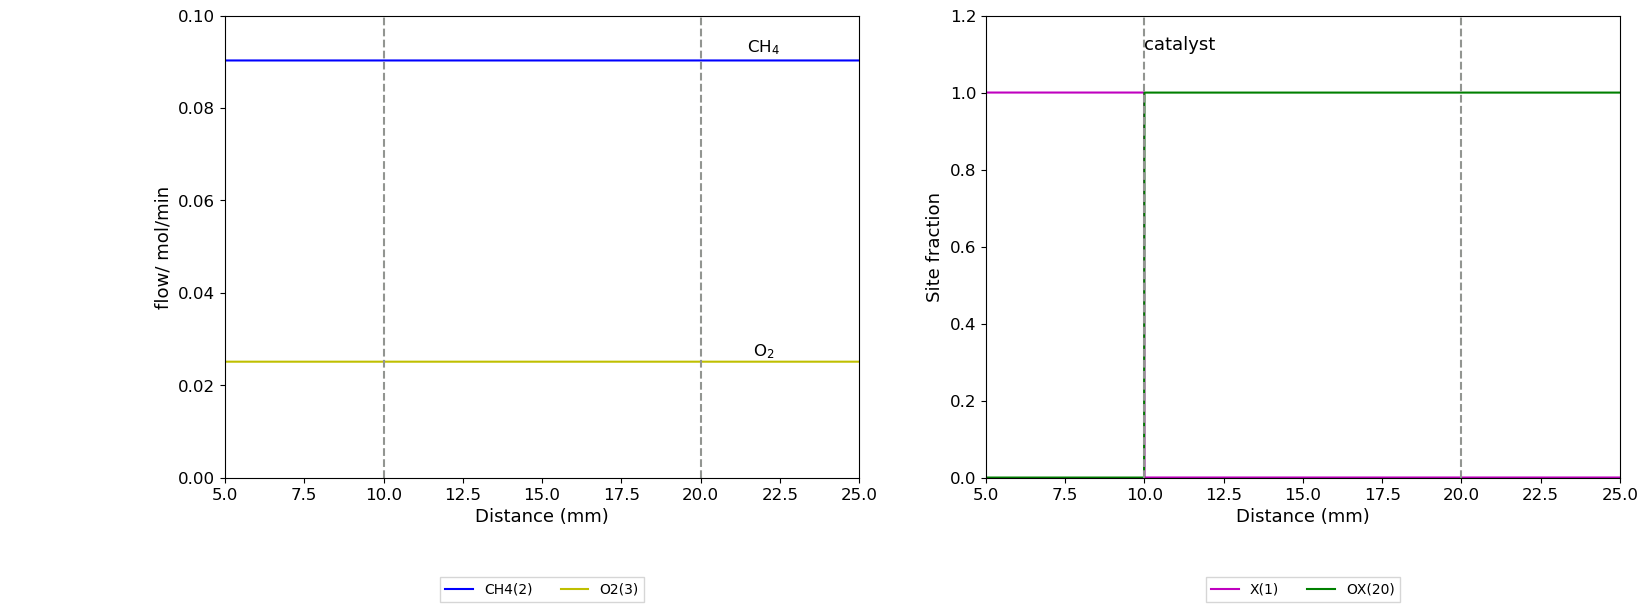 0.10
0.08
0.06
0.04
0.02
0.00
flow/ mol/min
CH₄
O₂
5.0 7.5 10.0 12.5 15.0 17.5 20.0 22.5 25.0
Distance (mm)
CH4(2) O2(3)
1.2
1.0
0.8
0.6
0.4
0.2
0.0
Site fraction
catalyst
5.0 7.5 10.0 12.5 15.0 17.5 20.0 22.5 25.0
Distance (mm)
X(1) OX(20)